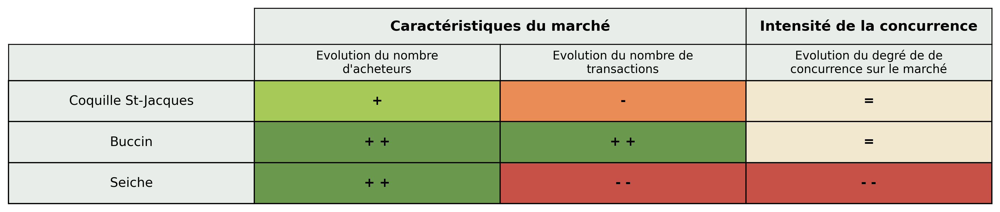 Caractéristiques du marché
Intensité de la concurrence
Evolution du nombre
d'acheteurs
Evolution du nombre de
transactions
Evolution du degré de de
concurrence sur le marché
Coquille St-Jacques
+
-
=
Buccin
+ +
+ +
=
Seiche
+ +
- -
- -